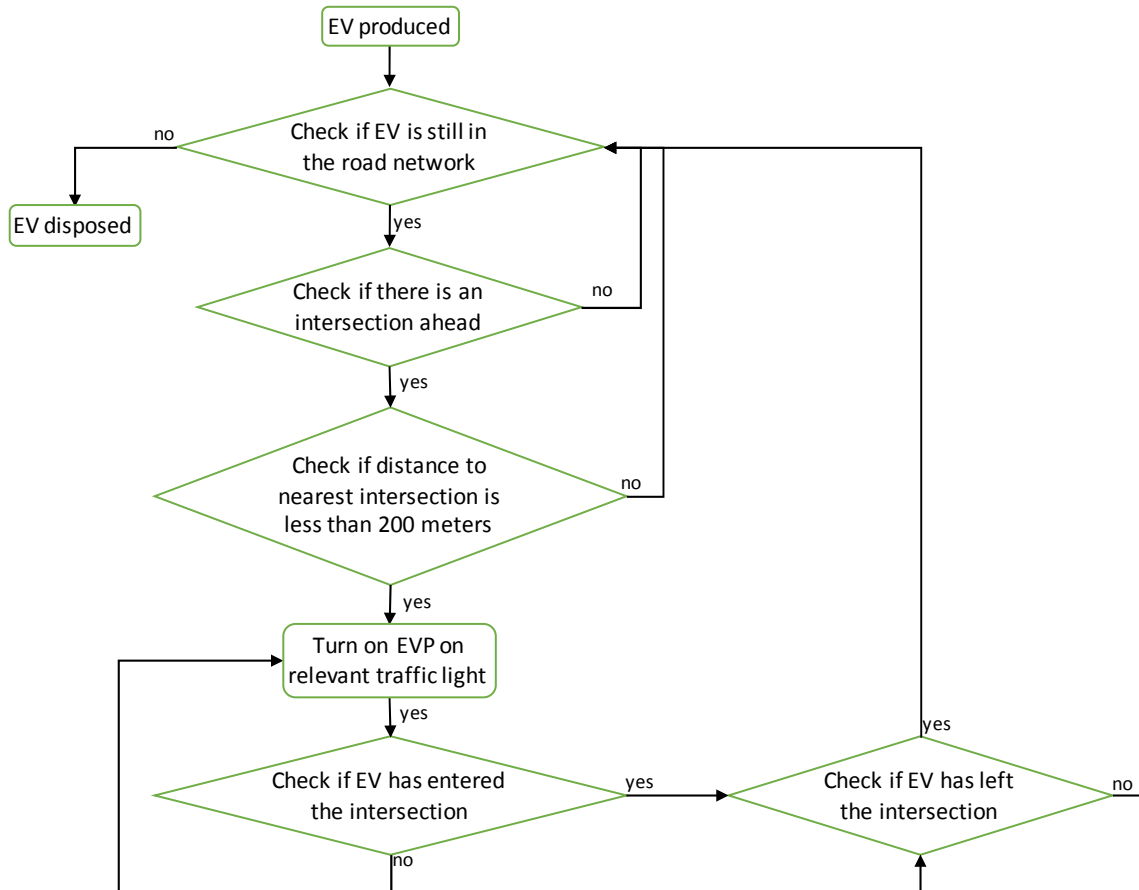 EV produced
no
Check if EV is still in
the road network
EV disposed
yes
Check if there is an
intersection ahead
no
yes
Check if distance to
nearest intersection is
less than 200 meters
no
yes
Turn on EVP on
relevant traffic light
yes
Check if EV has entered
the intersection
yes
no
yes
Check if EV has left
the intersection
no